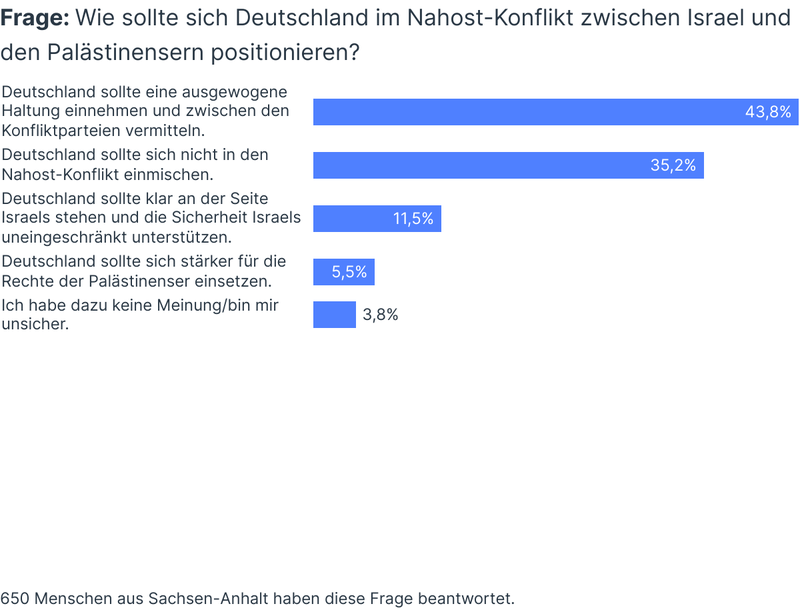 Frage: Wie sollte sich Deutschland im Nahost-Konflikt zwischen Israel und
den Palästinensern positionieren?
Deutschland sollte eine ausgewogene
Haltung einnehmen und zwischen den
Konfliktparteien vermitteln.
43,8%
Deutschland sollte sich nicht in den
Nahost-Konflikt einmischen.
35,2%
Deutschland sollte klar an der Seite
Israels stehen und die Sicherheit Israels
uneingeschränkt unterstützen.
11,5%
Deutschland sollte sich stärker für die
Rechte der Palästinenser einsetzen.
5,5%
Ich habe dazu keine Meinung/bin mir
unsicher.
3,8%
650 Menschen aus Sachsen-Anhalt haben diese Frage beantwortet.